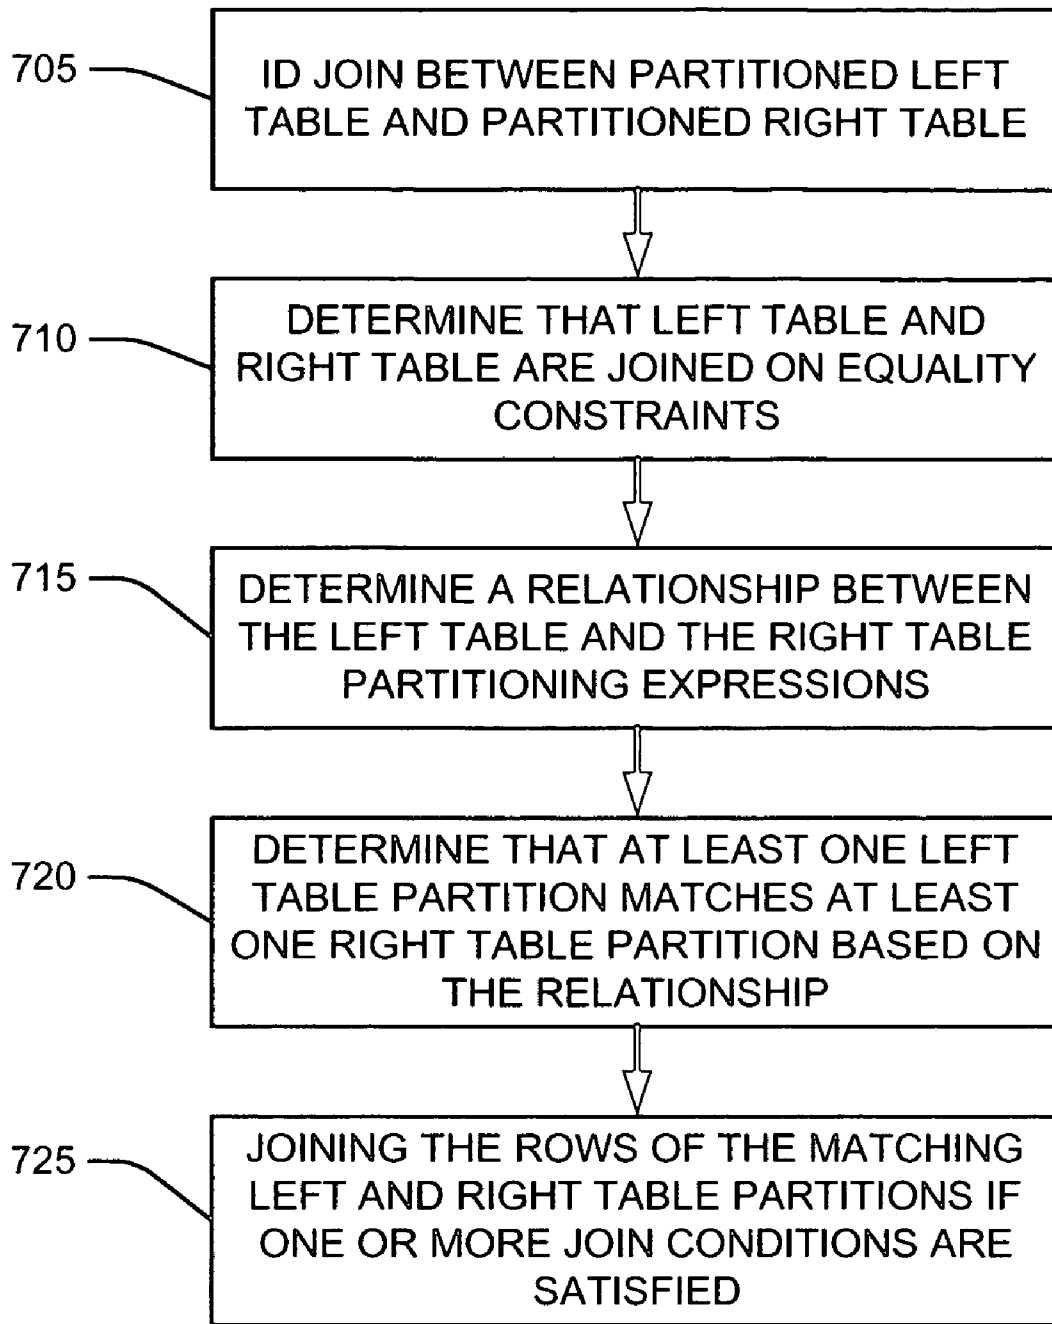 705
ID JOIN BETWEEN PARTITIONED LEFT
TABLE AND PARTITIONED RIGHT TABLE
710
DETERMINE THAT LEFT TABLE AND
RIGHT TABLE ARE JOINED ON EQUALITY
CONSTRAINTS
715
DETERMINE A RELATIONSHIP BETWEEN
THE LEFT TABLE AND THE RIGHT TABLE
PARTITIONING EXPRESSIONS
720
DETERMINE THAT AT LEAST ONE LEFT
TABLE PARTITION MATCHES AT LEAST
ONE RIGHT TABLE PARTITION BASED ON
THE RELATIONSHIP
725
JOINING THE ROWS OF THE MATCHING
LEFT AND RIGHT TABLE PARTITIONS IF
ONE OR MORE JOIN CONDITIONS ARE
SATISFIED